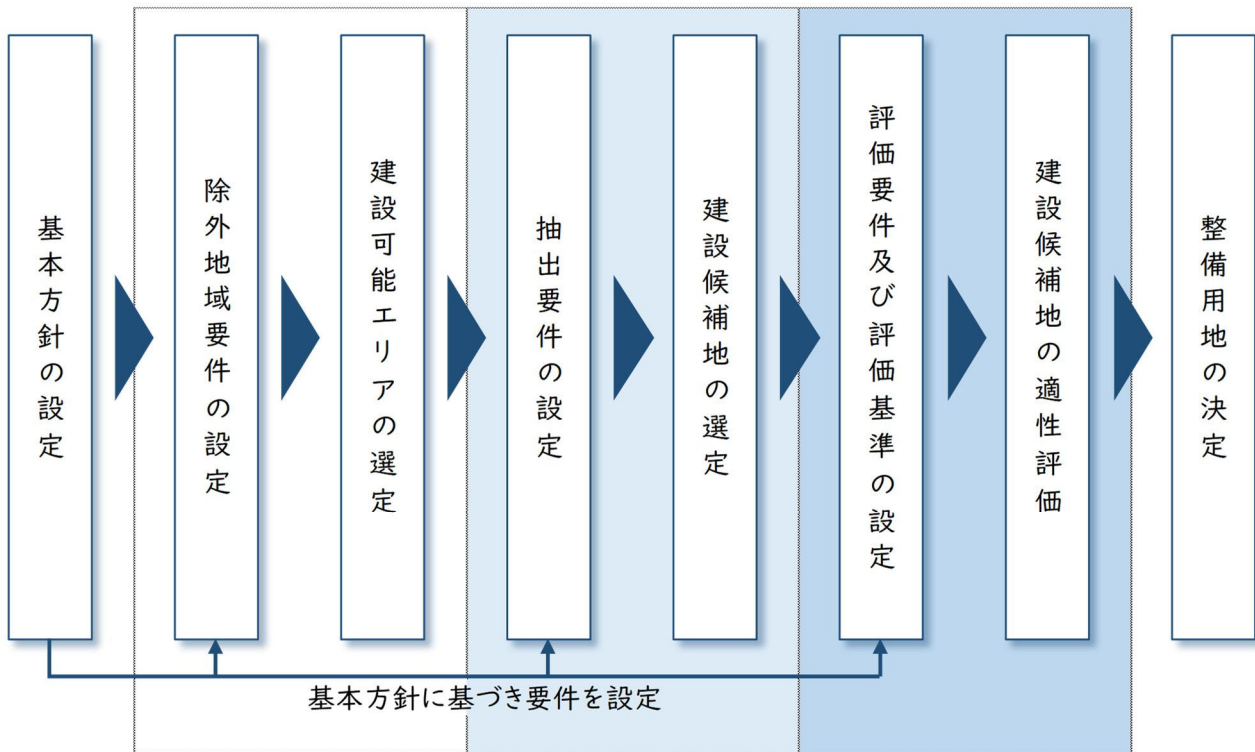 基本方針の設定
除外地域要件の設定
建設可能エリアの選定
抽出要件の設定
建設候補地の選定
評価要件及び評価基準の設定
建設候補地の適性評価
整備用地の決定
基本方針に基づき要件を設定